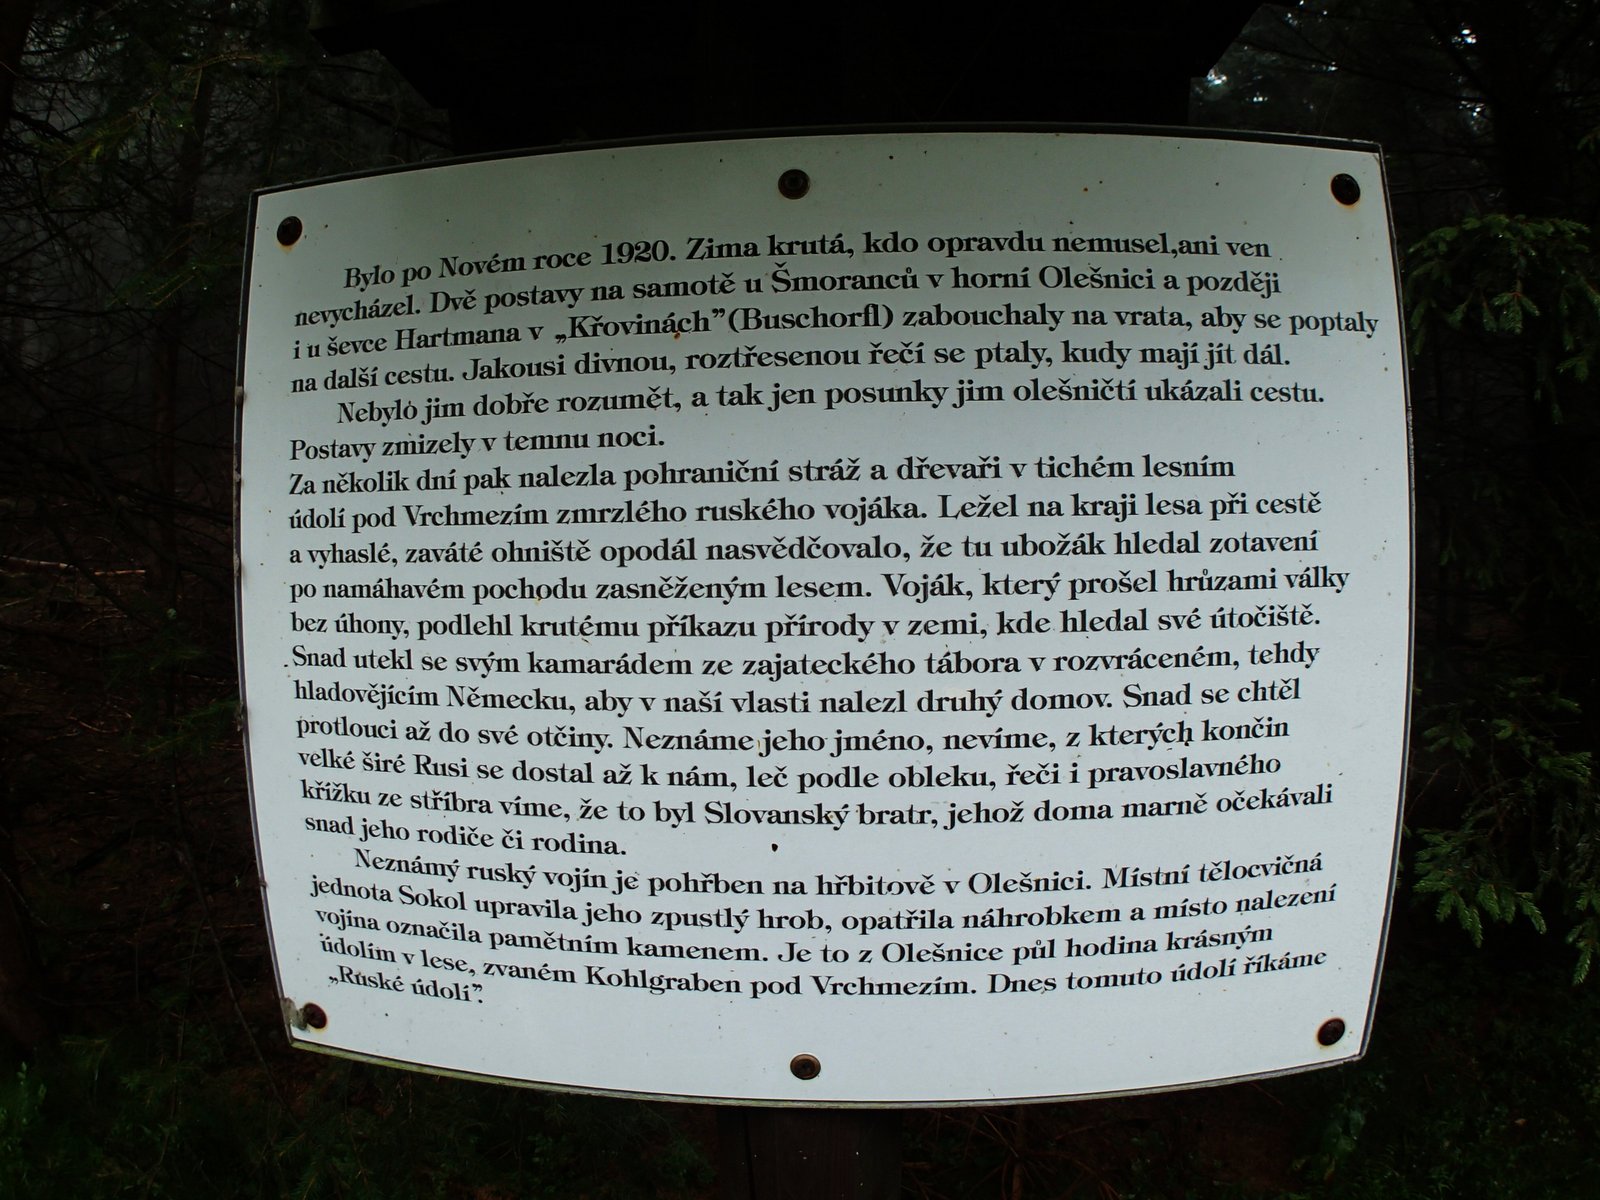 Bylo po Novém roce 1920. Zima krutá, kdo opravdu nemusel,ani ven
nevycházel. Dvě postavy na samotě u Šmoranců v horní Olešnici a později
i u ševce Hartmana v „Křovinách” (Buschorfl) zabouchaly na vrata, aby se poptaly
na další cestu. Jakousi divnou, roztřesenou řečí se ptaly, kudy mají jít dál.
Nebylo jim dobře rozumět, a tak jen posunky jim olešničtí ukázali cestu.
Postavy zmizely v temnu noci.
Za několik dní pak nalezla pohraniční stráž a dřevaři v tichém lesním
údolí pod Vrchmezím zmrzlého ruského vojáka. Ležel na kraji lesa při cestě
a vyhaslé, zaváté ohniště opodál nasvědčovalo, že tu ubožák hledal zotavení
po namáhavém pochodu zasněženým lesem. Voják, který prošel hrůzami války
bez úhony, podlehl krutému příkazu přírody v zemi, kde hledal své útočiště.
Snad utekl se svým kamarádem ze zajateckého tábora v rozvráceném, tehdy
hladovějícím Německu, aby v naší vlasti nalezl druhý domov. Snad se chtěl
protlouci až do své otčiny. Neznáme jeho jméno, nevíme, z kterých končin
velké širé Rusi se dostal až k nám, leč podle obleku, řeči i pravoslavného
křížku ze stříbra víme, že to byl Slovanský bratr, jehož doma marně očekávali
snad jeho rodiče či rodina.
Neznámý ruský vojín je pohřben na hřbitově v Olešnici. Místní tělocvičná
jednota Sokol upravila jeho zpustlý hrob, opatřila náhrobkem a místo nalezení
vojína označila pamětním kamenem. Je to z Olešnice půl hodina krásným
údolím v lese, zvaném Kohlgraben pod Vrchmezím. Dnes tomuto údolí říkáme
„Ruské údolí”.